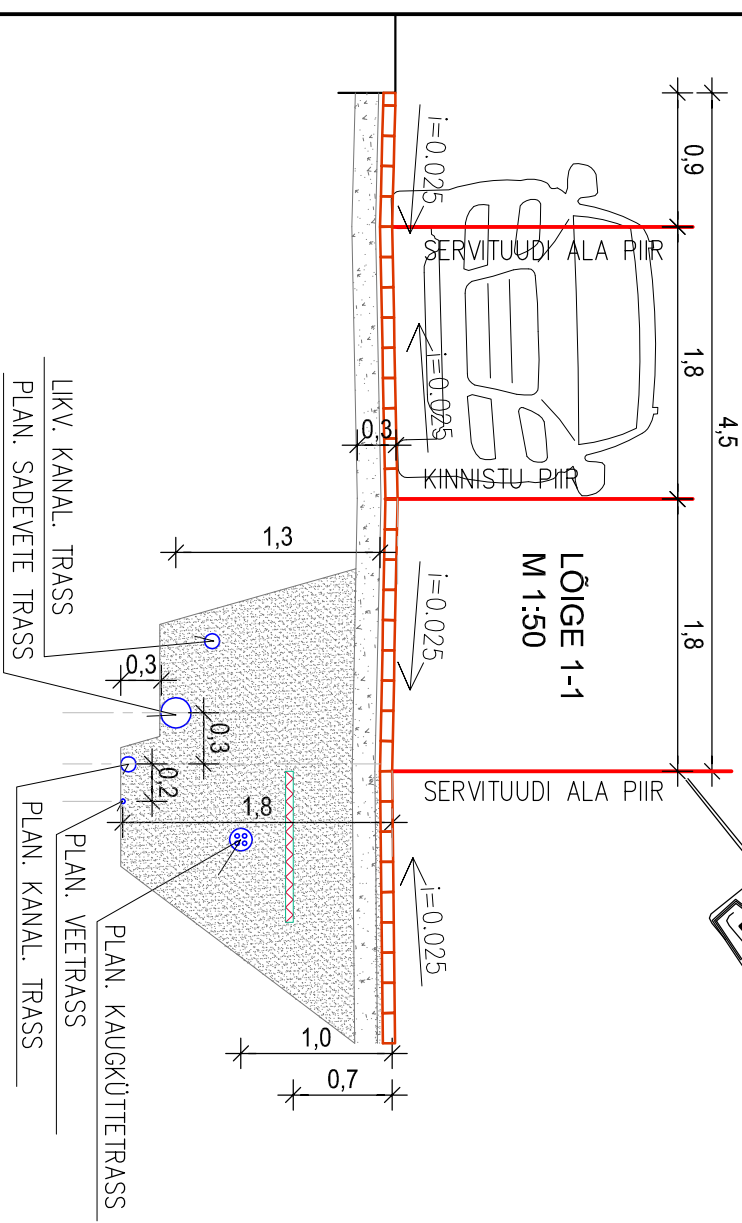 4,5
0,9
1,8
1,8
SERVITUUDI ALA PIIR
KINNISTU PIIR
SERVITUUDI ALA PIIR
LÕIGE 1-1
M 1:50
i=0.025
i=0.025
i=0.025
i=0.025
0,3
1,3
0,3
0,3
0,2
1,8
1,0
0,7
LIKV. KANAL. TRASS
PLAN. SADEVETE TRASS
PLAN. KANAL. TRASS
PLAN. VEETRASS
PLAN. KAUGKÜTTETRASS